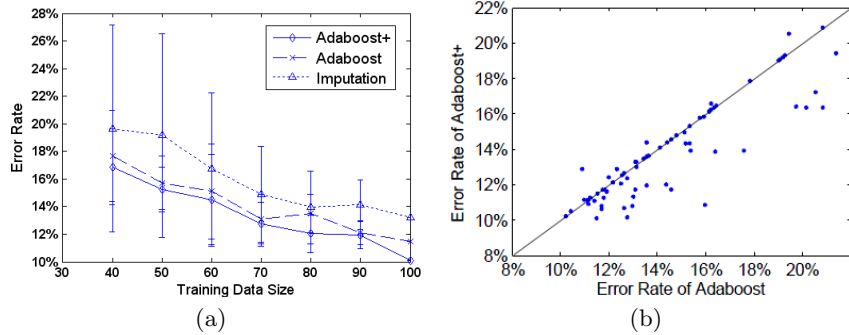 28%
26%
24%
22%
20%
18%
16%
14%
12%
10%
Error Rate
30 40 50 60 70 80 90 100
Training Data Size
Adaboost+
Adaboost
Imputation
(a)
22%
20%
18%
16%
14%
12%
10%
8%
Error Rate of Adaboost+
10% 12% 14% 16% 18% 20%
Error Rate of Adaboost
(b)